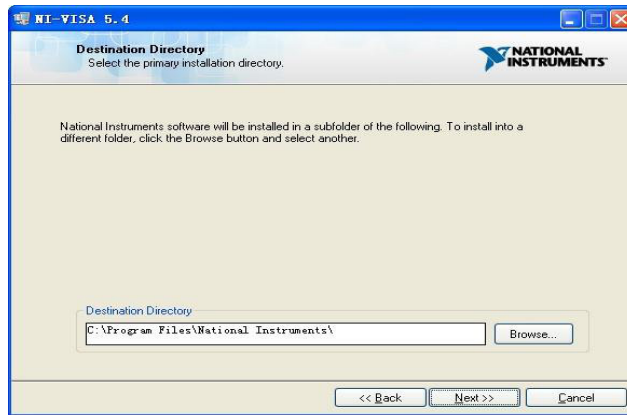 NI-VISA 5.4
Destination Directory
Select the primary installation directory.
NATIONAL
INSTRUMENTS
National Instruments software will be installed in a subfolder of the following. To install into a
different folder, click the Browse button and select another.
Destination Directory
C:\Program Files\National Instruments\
Browse...
<< Back
Next >>
Cancel